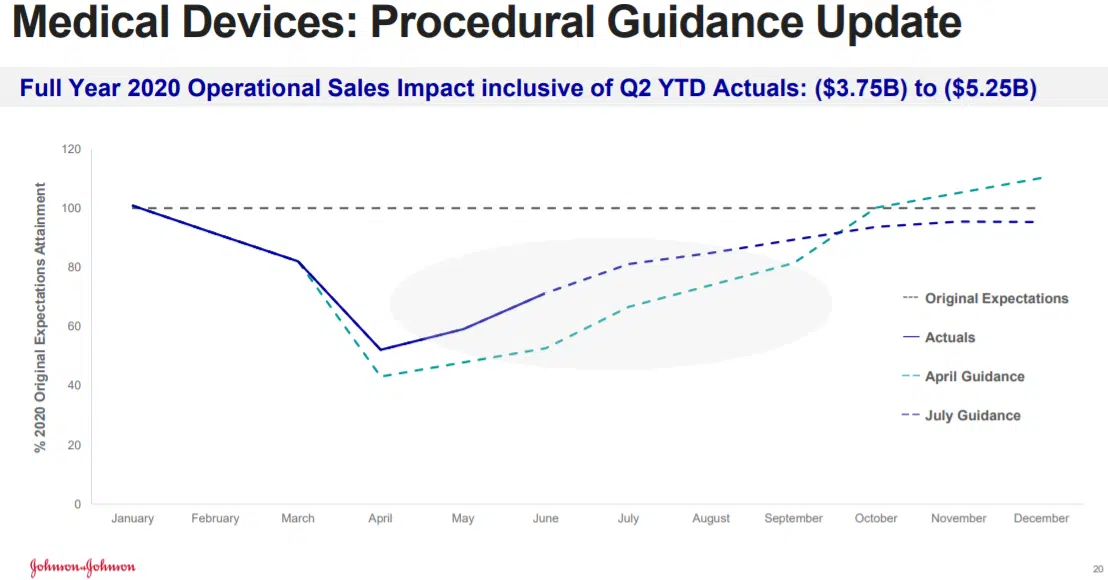 Medical Devices: Procedural Guidance Update
Full Year 2020 Operational Sales Impact inclusive of Q2 YTD Actuals: ($3.75B) to ($5.25B)
% 2020 Original Expectations Attainment
120
100
80
60
40
20
0
January February March April May June July August September October November December
Original Expectations
Actuals
April Guidance
July Guidance
Johnson+Johnson
20